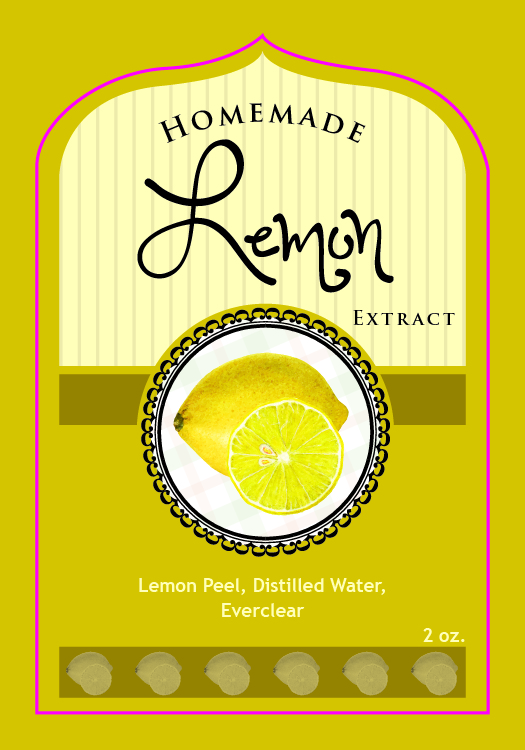 Homemade
Lemon
Extract
Lemon Peel, Distilled Water,
Everclear
2 oz.